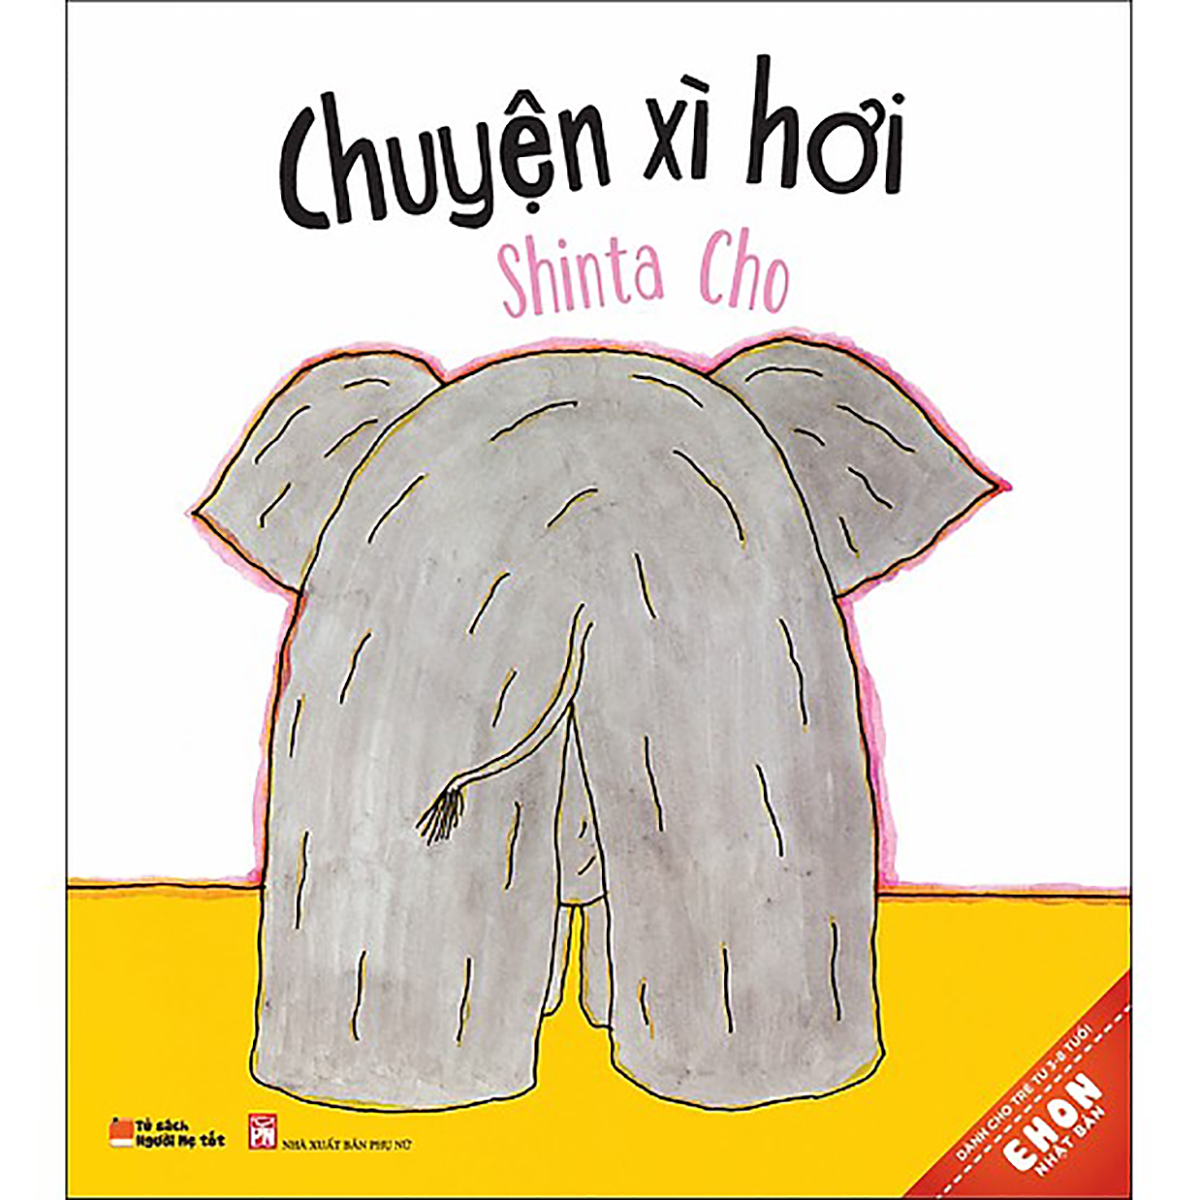 Chuyện xì hơi
Shinta Cho
Tủ sách
Người Mẹ tốt
PN
NHÀ XUẤT BẢN PHỤ NỮ
DÀNH CHO TRẺ TỪ 3-8 TUỔI
EHON
NHẬT BẢN